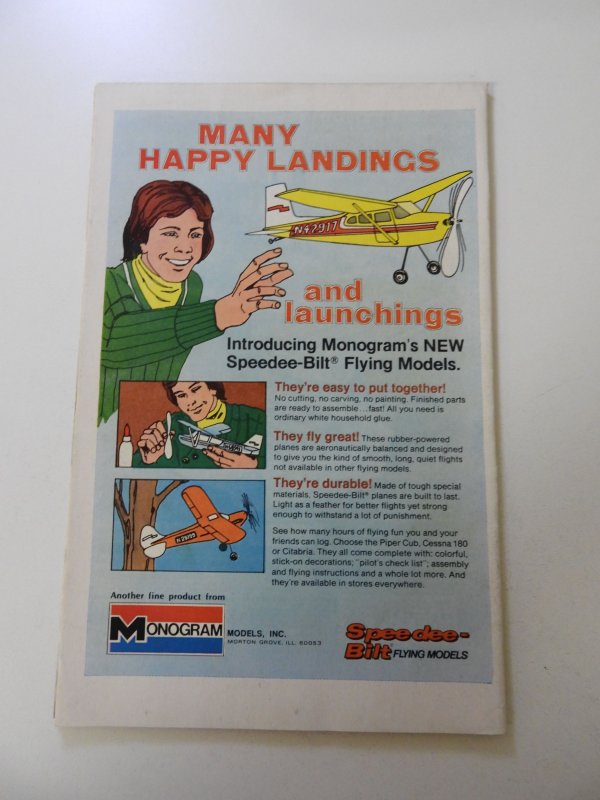 MANY
HAPPY LANDINGS
N42917
and
launchings
Introducing Monogram's NEW
Speedee-Bilt® Flying Models.
They're easy to put together!
No cutting, no carving, no painting. Finished parts
are ready to assemble...fast! All you need is
ordinary white household glue.
They fly great! These rubber-powered
planes are aeronautically balanced and designed
to give you the kind of smooth, long, quiet flights
not available in other flying models.
They're durable! Made of tough special
materials, Speedee-Bilt® planes are built to last.
Light as a feather for better flights yet strong
enough to withstand a lot of punishment.
See how many hours of flying fun you and your
friends can log. Choose the Piper Cub, Cessna 180
or Citabria. They all come complete with: colorful,
stick-on decorations; "pilot's check list"; assembly
and flying instructions and a whole lot more. And
they're available in stores everywhere.
Another fine product from
MONOGRAM MODELS, INC.
MORTON GROVE, ILL. 60053
Speedee-
Bilt FLYING MODELS